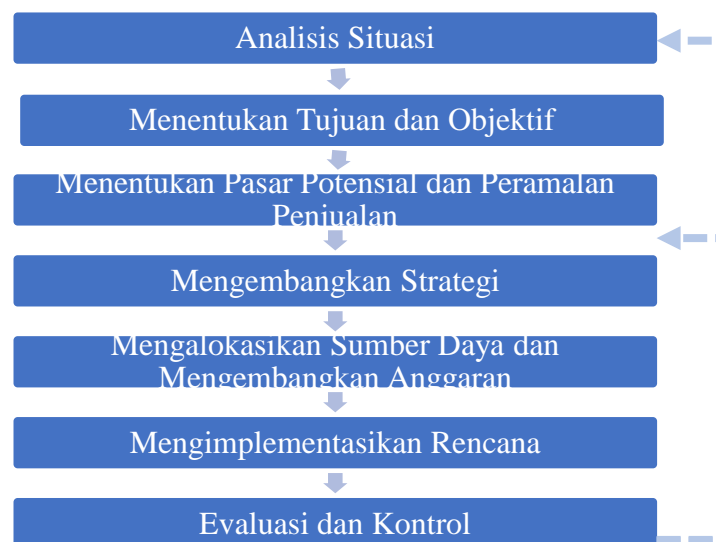 Analisis Situasi
Menentukan Tujuan dan Objektif
Menentukan Pasar Potensial dan Peramalan
Penjualan
Mengembangkan Strategi
Mengalokasikan Sumber Daya dan
Mengembangkan Anggaran
Mengimplementasikan Rencana
Evaluasi dan Kontrol